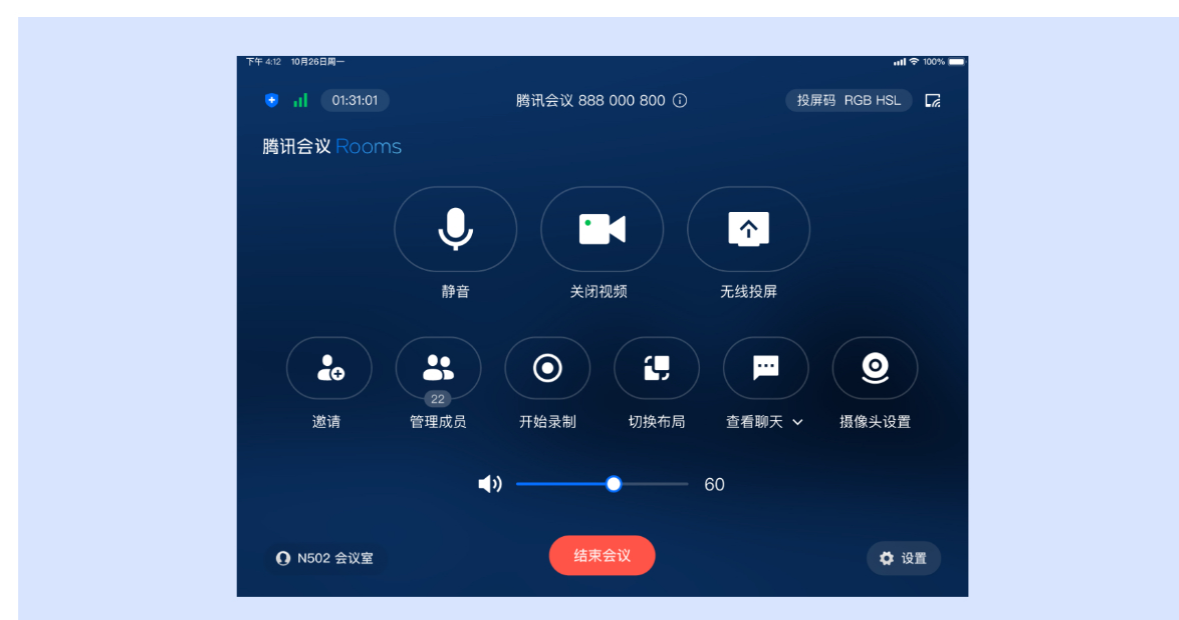 下午 4:12 10月26日周一 100%
01:31:01 腾讯会议 888 000 800 投屏码 RGB HSL
腾讯会议 Rooms
静音 关闭视频 无线投屏
22
邀请 管理成员 开始录制 切换布局 查看聊天 摄像头设置
60
N502 会议室 结束会议 设置